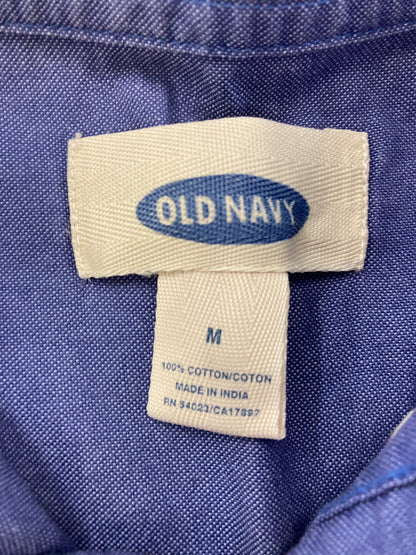 OLD NAVY
M
100% COTTON/COTON
MADE IN INDIA
RN 54023/CA17897